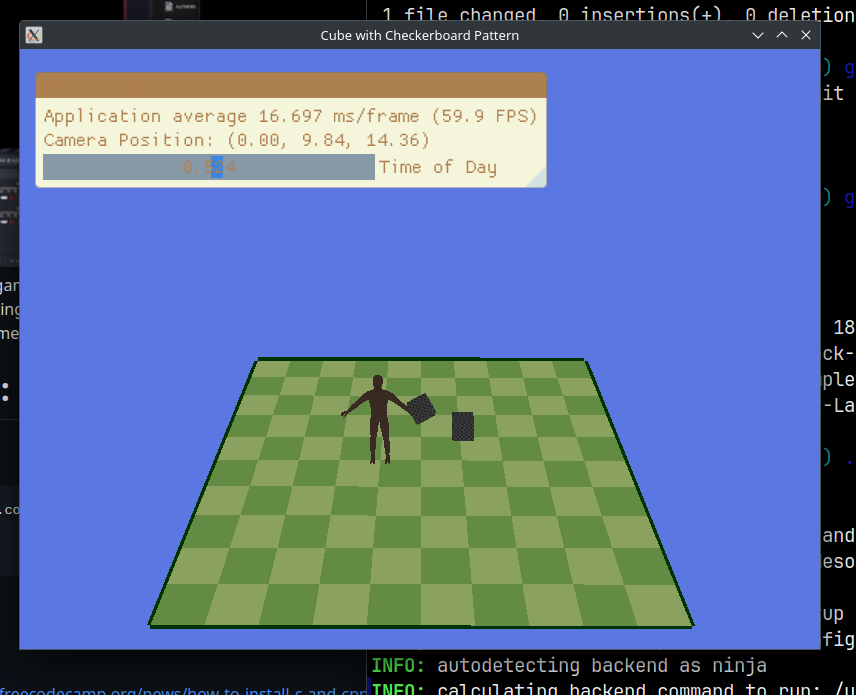 AUTHORS
1 file changed, 0 insertions(+), 0 deletion
Cube with Checkerboard Pattern
) g
it
Application average 16.697 ms/frame (59.9 FPS)
Camera Position: (0.00, 9.84, 14.36)
0.524 Time of Day
) g
gar
ing
me
18
ck-
ple
:
-La
) .
.co
and
eso
up
fig
INFO: autodetecting backend as ninja
freecodecamp.org/news/how-to-install-c-and-cpp
INFO: calculating backend command to run: /u